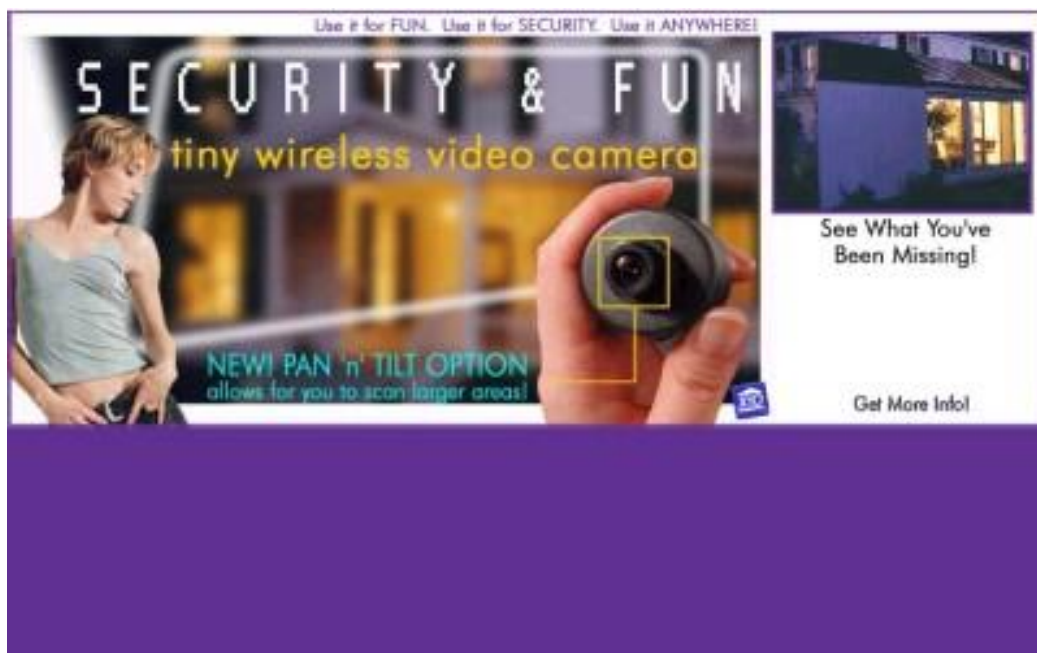 Use it for FUN. Use it for SECURITY. Use it ANYWHERE!
SECURITY & FUN
tiny wireless video camera
See What You've
Been Missing!
NEW! PAN 'n' TILT OPTION
allows for you to scan larger areas!
X10
Get More Info!